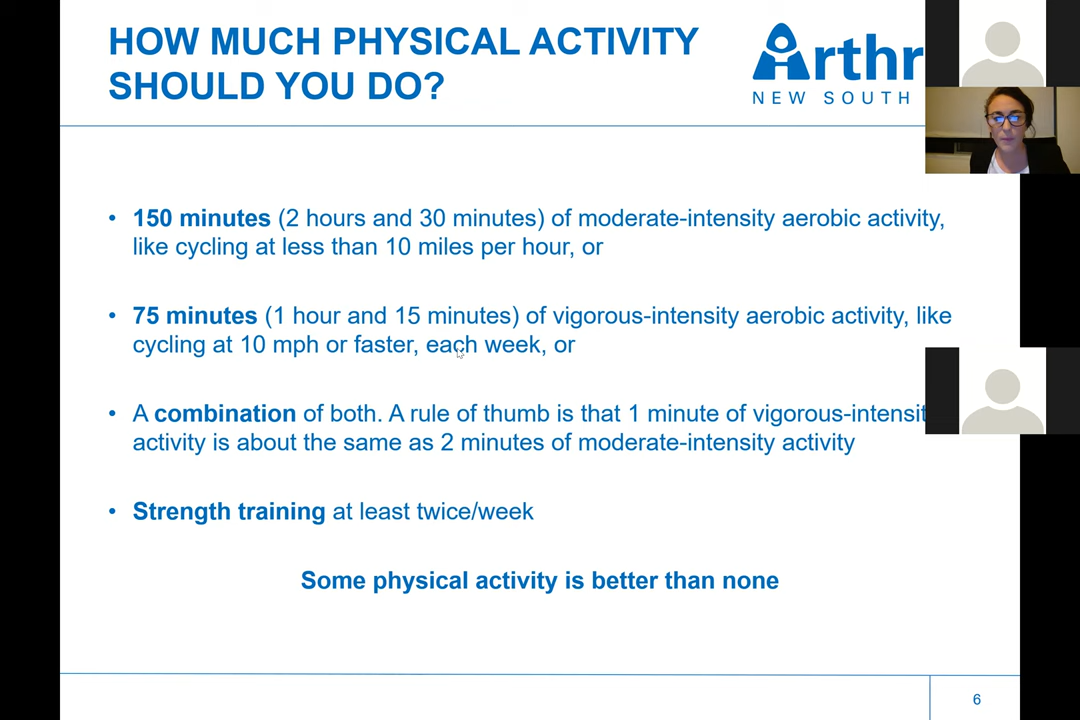 HOW MUCH PHYSICAL ACTIVITY
SHOULD YOU DO?
Arthr
NEW SOUTH
• 150 minutes (2 hours and 30 minutes) of moderate-intensity aerobic activity,
like cycling at less than 10 miles per hour, or
• 75 minutes (1 hour and 15 minutes) of vigorous-intensity aerobic activity, like
cycling at 10 mph or faster, each week, or
• A combination of both. A rule of thumb is that 1 minute of vigorous-intensit
activity is about the same as 2 minutes of moderate-intensity activity
• Strength training at least twice/week
Some physical activity is better than none
6